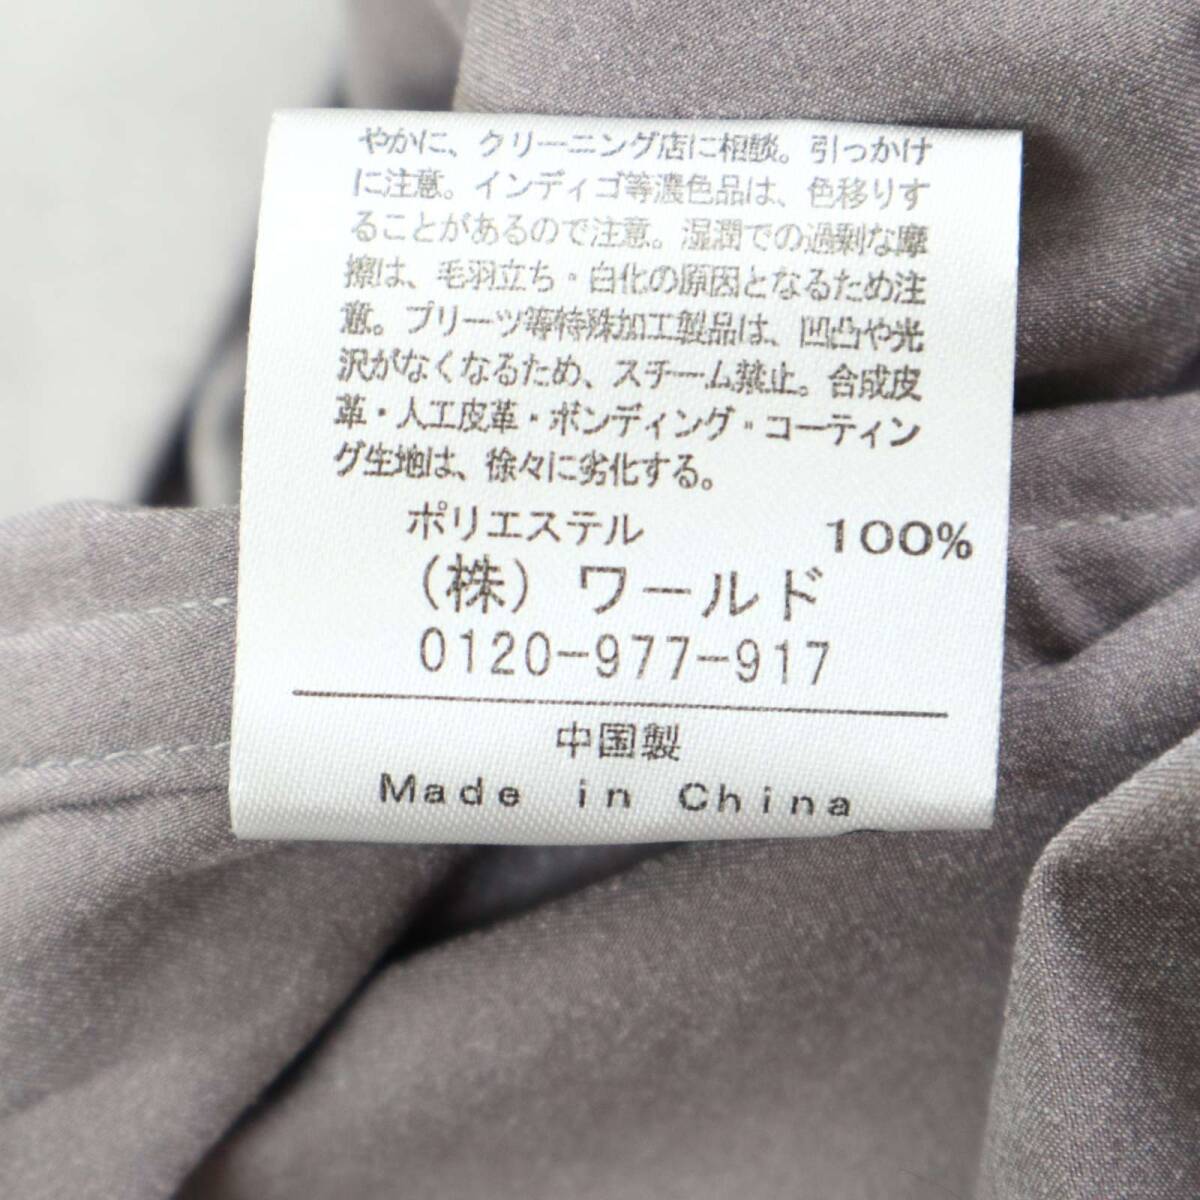 やかに、クリーニング店に相談。引っかけ
に注意。インディゴ等濃色品は、色移りす
ることがあるので注意。湿潤での過剰な摩
擦は、毛羽立ち・白化の原因となるため注
意。プリーツ等特殊加工製品は、凹凸や光
沢がなくなるため、スチーム禁止。合成皮
革・人工皮革・ボンディング・コーティン
グ生地は、徐々に劣化する。
ポリエステル 100%
(株) ワールド
0120-977-917
中国製
Made in China